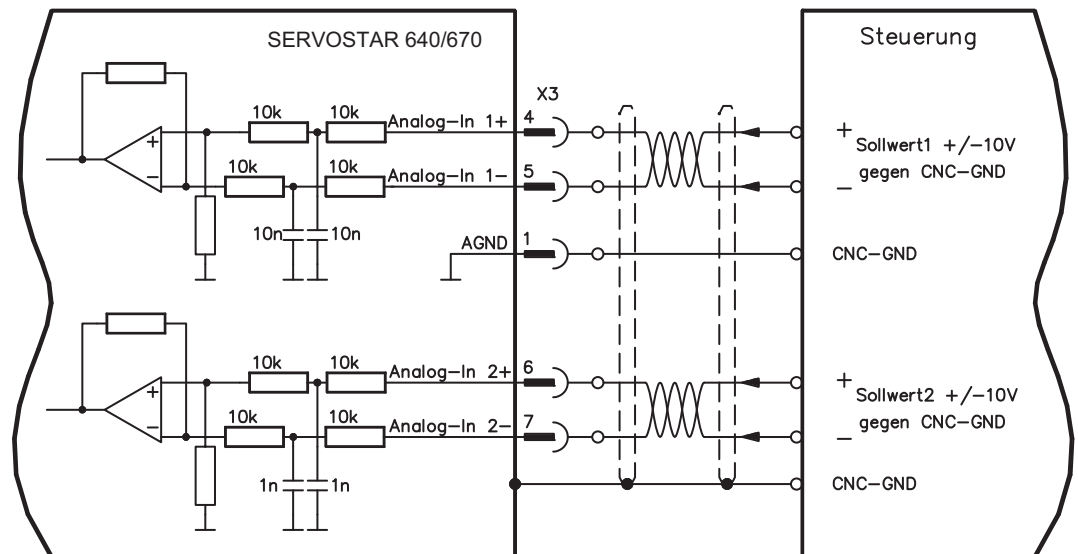 SERVOSTAR 640/670
Steuerung
X3
10k
10k
Analog-In 1+
4
+
Sollwert1 +/-10V
gegen CNC-GND
-
10k
10k
Analog-In 1-
5
+
-
10n
10n
AGND
1
CNC-GND
10k
10k
Analog-In 2+
6
+
Sollwert2 +/-10V
gegen CNC-GND
-
10k
10k
Analog-In 2-
7
+
-
1n
1n
CNC-GND